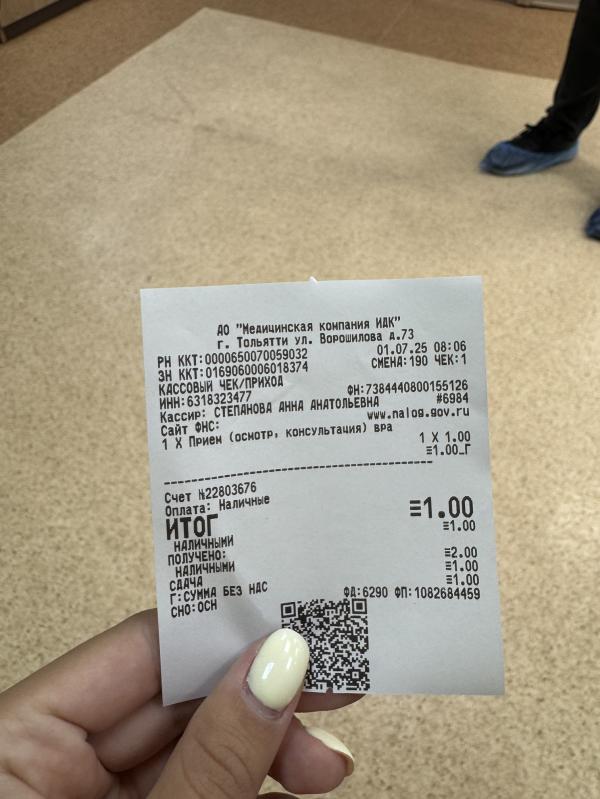 ДО "Медицинская компания ИДК"
г. Тольятти ул. Ворошилова д.73
РН ККТ:0000650070059032 01.07.25 08:06
ЗН ККТ:0169060006018374 СМЕНА:190 ЧЕК:1
КАССОВЫЙ ЧЕК/ПРИХОД
ИНН:6318323477 ФН:7384440800155126
Кассир: СТЕПАНОВА АННА АНАТОЛЬЕВНА #6984
Сайт ФНС: www.nalog.gov.ru
1 X Прием (осмотр, консультация) вра
1 X 1.00
≡1.00_Г
Счет №22803676
Оплата: Наличные
ИТОГ ≡1.00
НАЛИЧНЫМИ ≡1.00
ПОЛУЧЕНО:
НАЛИЧНЫМИ ≡2.00
СДАЧА ≡1.00
Г:СУММА БЕЗ НДС ≡1.00
СНО:ОСН ФД:6290 ФП:1082684459